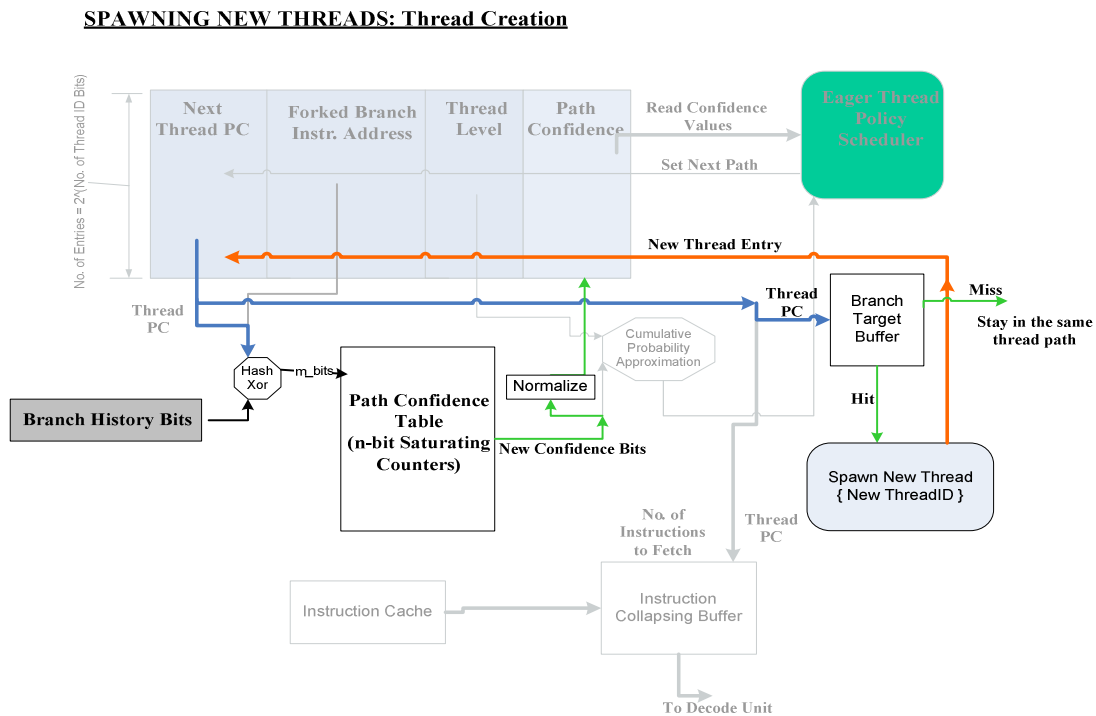 SPAWNING NEW THREADS: Thread Creation
No. of Entries = 2^(No. of Thread ID Bits)
Next
Thread PC
Forked Branch
Instr. Address
Thread
Level
Path
Confidence
Read Confidence
Values
Set Next Path
Eager Thread
Policy
Scheduler
New Thread Entry
Thread
PC
Thread
PC
Branch
Target
Buffer
Miss
Stay in the same
thread path
Hash
Xor
m_bits
Cumulative
Probability
Approximation
Normalize
Path Confidence
Table
(n-bit Saturating
Counters)
Branch History Bits
New Confidence Bits
Hit
Spawn New Thread
{ New ThreadID }
No. of
Instructions
to Fetch
Thread
PC
Instruction Cache
Instruction
Collapsing Buffer
To Decode Unit